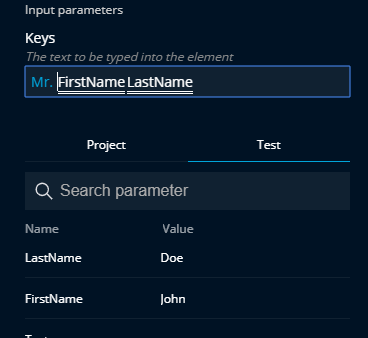 Input parameters
Keys
The text to be typed into the element
Mr. FirstName LastName
Project Test
Search parameter
Name Value
LastName Doe
FirstName John